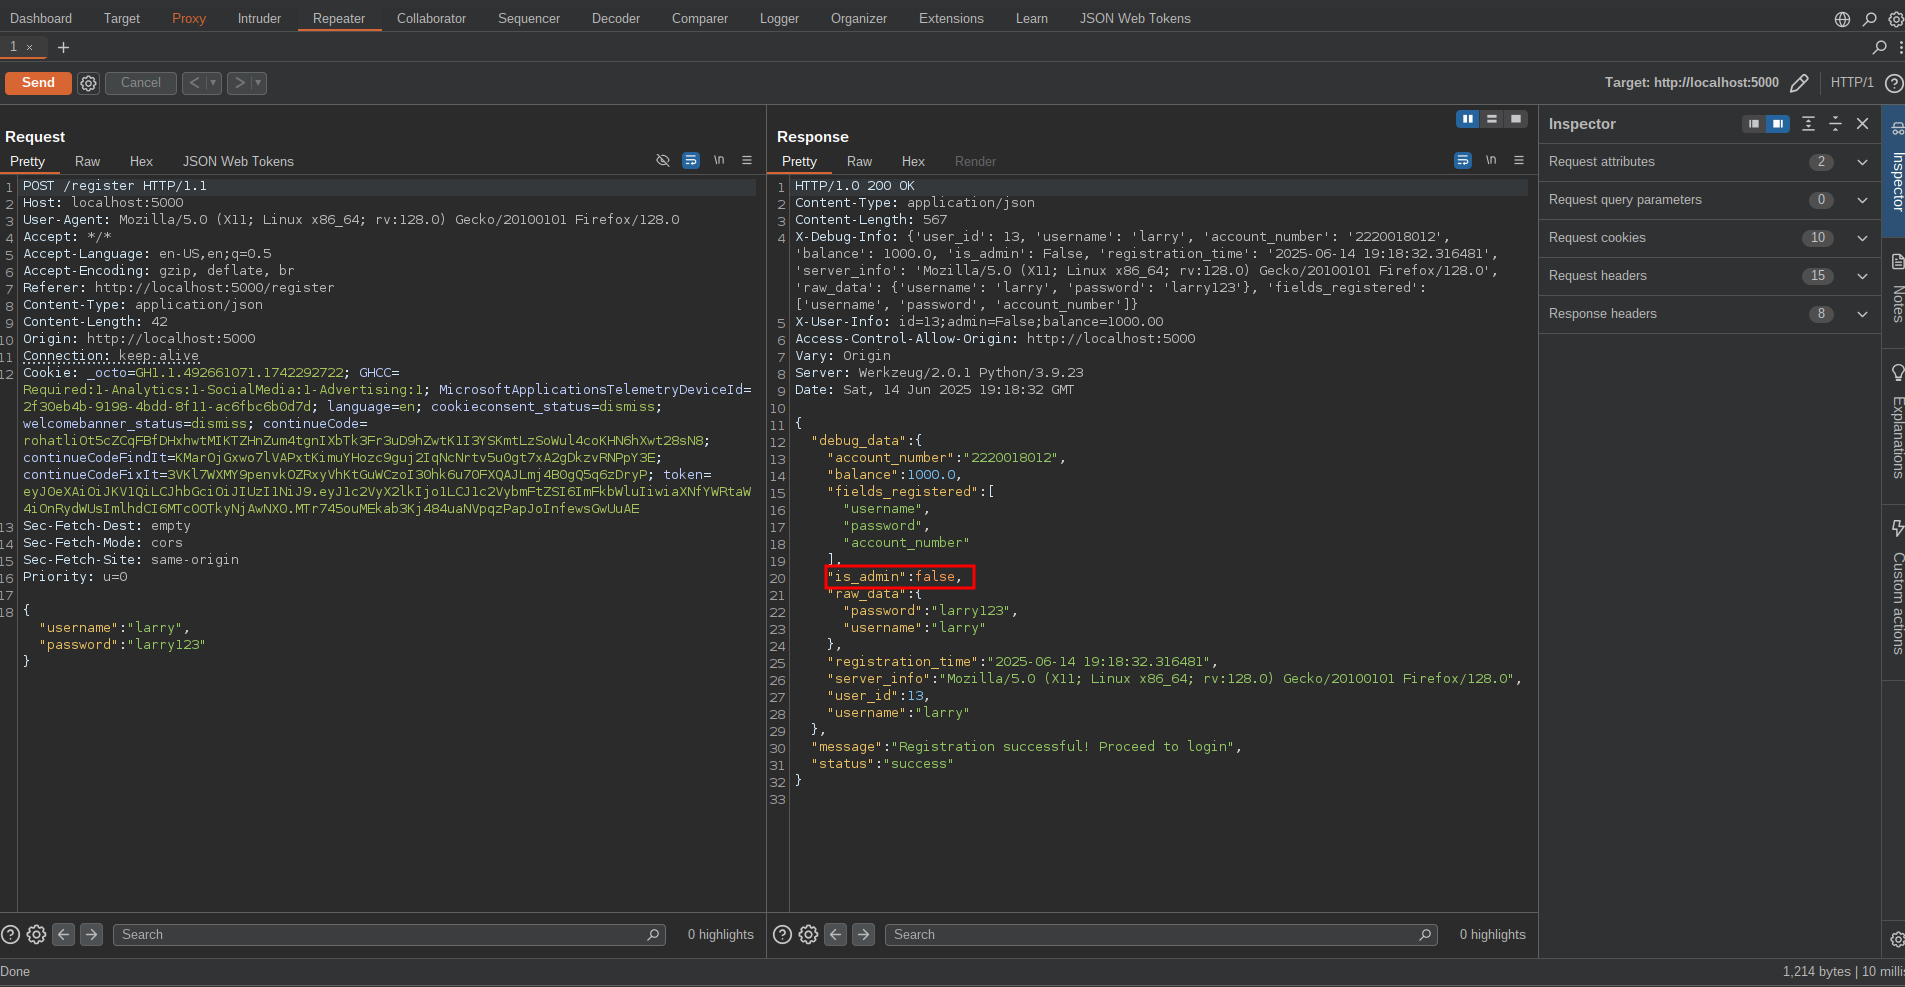 Dashboard Target Proxy Intruder Repeater Collaborator Sequencer Decoder Comparer Logger Organizer Extensions Learn JSON Web Tokens
1 × +
Send Cancel < > Target: http://localhost:5000 HTTP/1
Request
Pretty Raw Hex JSON Web Tokens \n
1 POST /register HTTP/1.1
2 Host: localhost:5000
3 User-Agent: Mozilla/5.0 (X11; Linux x86_64; rv:128.0) Gecko/20100101 Firefox/128.0
4 Accept: */*
5 Accept-Language: en-US,en;q=0.5
6 Accept-Encoding: gzip, deflate, br
7 Referer: http://localhost:5000/register
8 Content-Type: application/json
9 Content-Length: 42
10 Origin: http://localhost:5000
11 Connection: keep-alive
12 Cookie: _octo=GH1.1.492661071.1742292722; GHCC=
Required:1-Analytics:1-SocialMedia:1-Advertising:1; MicrosoftApplicationsTelemetryDeviceId=
2f30eb4b-9198-4bdd-8f11-ac6fbc6b0d7d; language=en; cookieconsent_status=dismiss;
welcomebanner_status=dismiss; continueCode=
continueCodeFindIt=KMarOjGxwo7lVAPxtKimuYHozc9guj2IqNcNrtv5u0gt7xA2gDkzvRNPpY3E;
continueCodeFixIt=3VKl7WXMY9penvkOZRxyVhKtGuWCzoI3Ohk6u70FXQAJLmj4B0gQ5q6zDryP; token=
13 Sec-Fetch-Dest: empty
14 Sec-Fetch-Mode: cors
15 Sec-Fetch-Site: same-origin
16 Priority: u=0
17
18 {
"username":"larry",
"password":"larry123"
}
Search 0 highlights
Response
Pretty Raw Hex Render \n
1 HTTP/1.0 200 OK
2 Content-Type: application/json
3 Content-Length: 567
4 X-Debug-Info: {'user_id': 13, 'username': 'larry', 'account_number': '2220018012',
'balance': 1000.0, 'is_admin': False, 'registration_time': '2025-06-14 19:18:32.316481',
'server_info': 'Mozilla/5.0 (X11; Linux x86_64; rv:128.0) Gecko/20100101 Firefox/128.0',
'raw_data': {'username': 'larry', 'password': 'larry123'}, 'fields_registered':
['username', 'password', 'account_number']}
5 X-User-Info: id=13;admin=False;balance=1000.00
6 Access-Control-Allow-Origin: http://localhost:5000
7 Vary: Origin
8 Server: Werkzeug/2.0.1 Python/3.9.23
9 Date: Sat, 14 Jun 2025 19:18:32 GMT
10
11 {
12 "debug_data":{
13 "account_number":"2220018012",
14 "balance":1000.0,
15 "fields_registered":[
16 "username",
17 "password",
18 "account_number"
19 ],
20 "is_admin":false,
21 "raw_data":{
22 "password":"larry123",
23 "username":"larry"
24 },
25 "registration_time":"2025-06-14 19:18:32.316481",
26 "server_info":"Mozilla/5.0 (X11; Linux x86_64; rv:128.0) Gecko/20100101 Firefox/128.0",
27 "user_id":13,
28 "username":"larry"
29 },
30 "message":"Registration successful! Proceed to login",
31 "status":"success"
32 }
33
Search 0 highlights
Inspector
Request attributes 2
Request query parameters 0
Request cookies 10
Request headers 15
Response headers 8
Inspector
Notes
Explanations
Custom actions
Done 1,214 bytes | 10